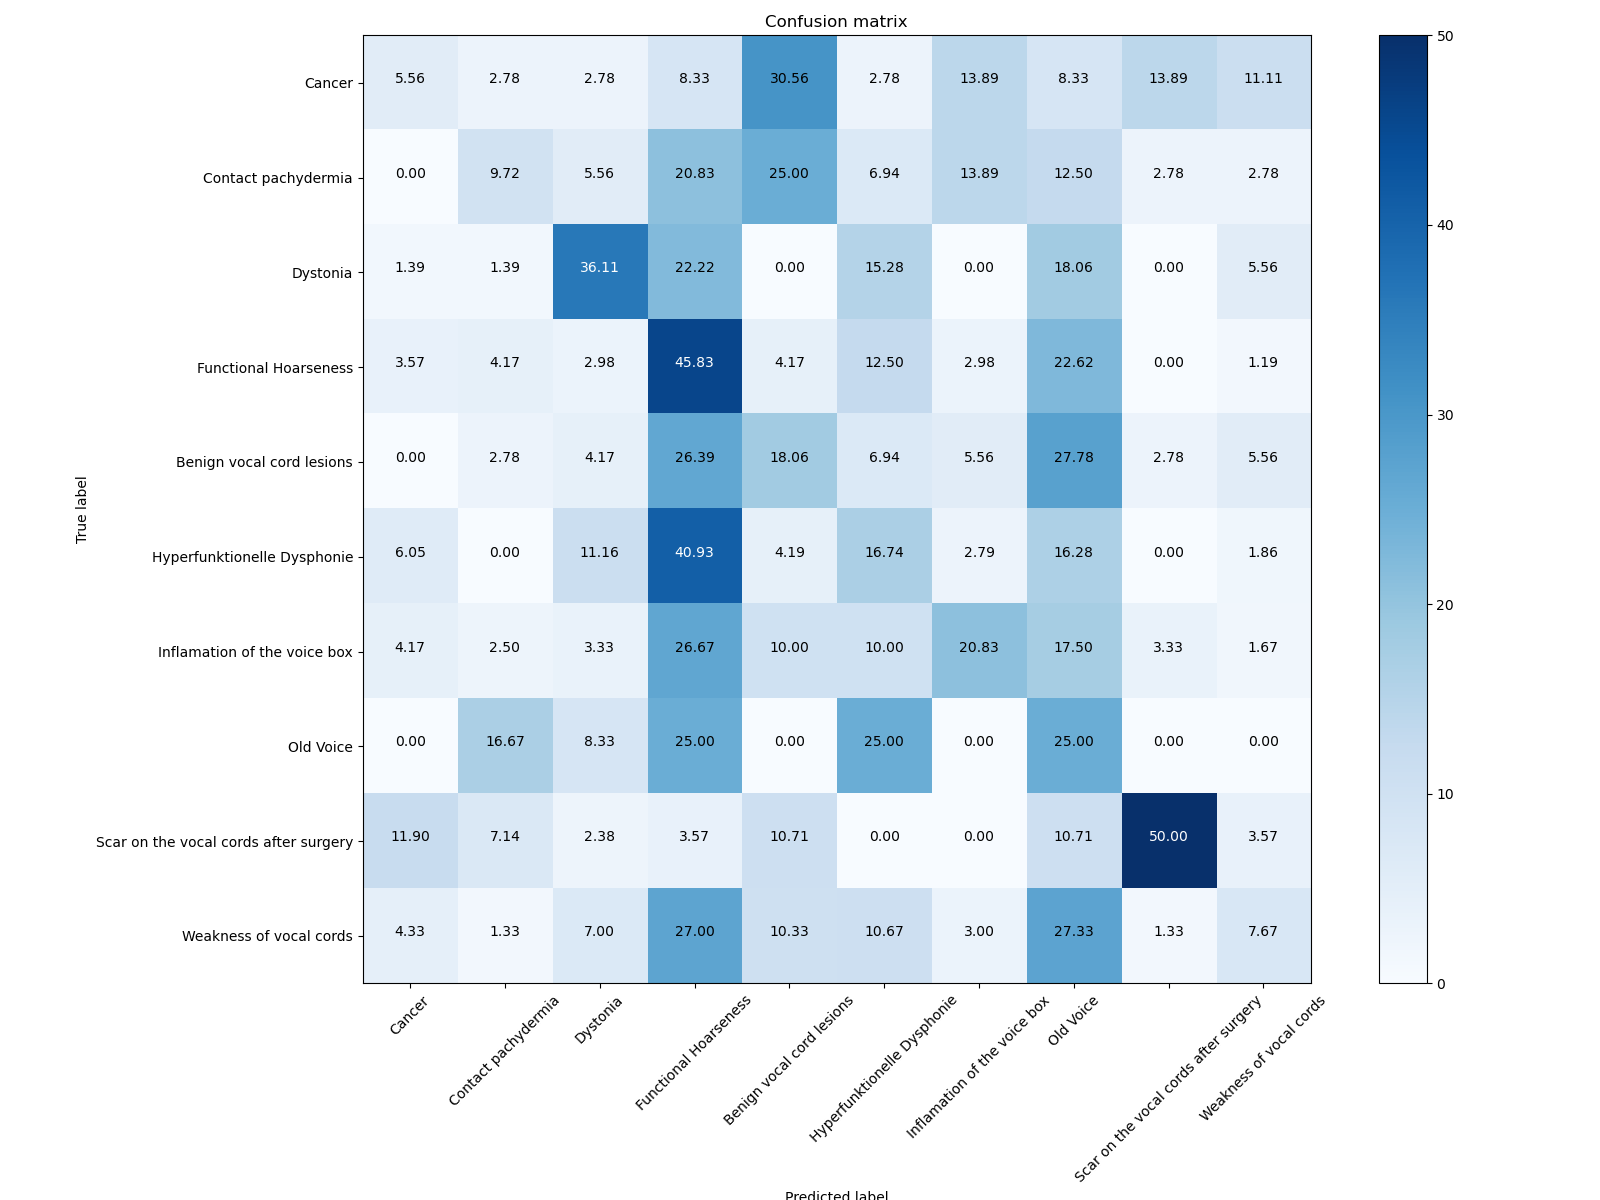 Confusion matrix
Cancer 5.56 2.78 2.78 8.33 30.56 2.78 13.89 8.33 13.89 11.11
Contact pachydermia 0.00 9.72 5.56 20.83 25.00 6.94 13.89 12.50 2.78 2.78
Dystonia 1.39 1.39 36.11 22.22 0.00 15.28 0.00 18.06 0.00 5.56
Functional Hoarseness 3.57 4.17 2.98 45.83 4.17 12.50 2.98 22.62 0.00 1.19
Benign vocal cord lesions 0.00 2.78 4.17 26.39 18.06 6.94 5.56 27.78 2.78 5.56
Hyperfunktionelle Dysphonie 6.05 0.00 11.16 40.93 4.19 16.74 2.79 16.28 0.00 1.86
Inflamation of the voice box 4.17 2.50 3.33 26.67 10.00 10.00 20.83 17.50 3.33 1.67
Old Voice 0.00 16.67 8.33 25.00 0.00 25.00 0.00 25.00 0.00 0.00
Scar on the vocal cords after surgery 11.90 7.14 2.38 3.57 10.71 0.00 0.00 10.71 50.00 3.57
Weakness of vocal cords 4.33 1.33 7.00 27.00 10.33 10.67 3.00 27.33 1.33 7.67
True label
Cancer
Contact pachydermia
Dystonia
Functional Hoarseness
Benign vocal cord lesions
Hyperfunktionelle Dysphonie
Inflamation of the voice box
Old Voice
Scar on the vocal cords after surgery
Weakness of vocal cords
Predicted label
50
40
30
20
10
0